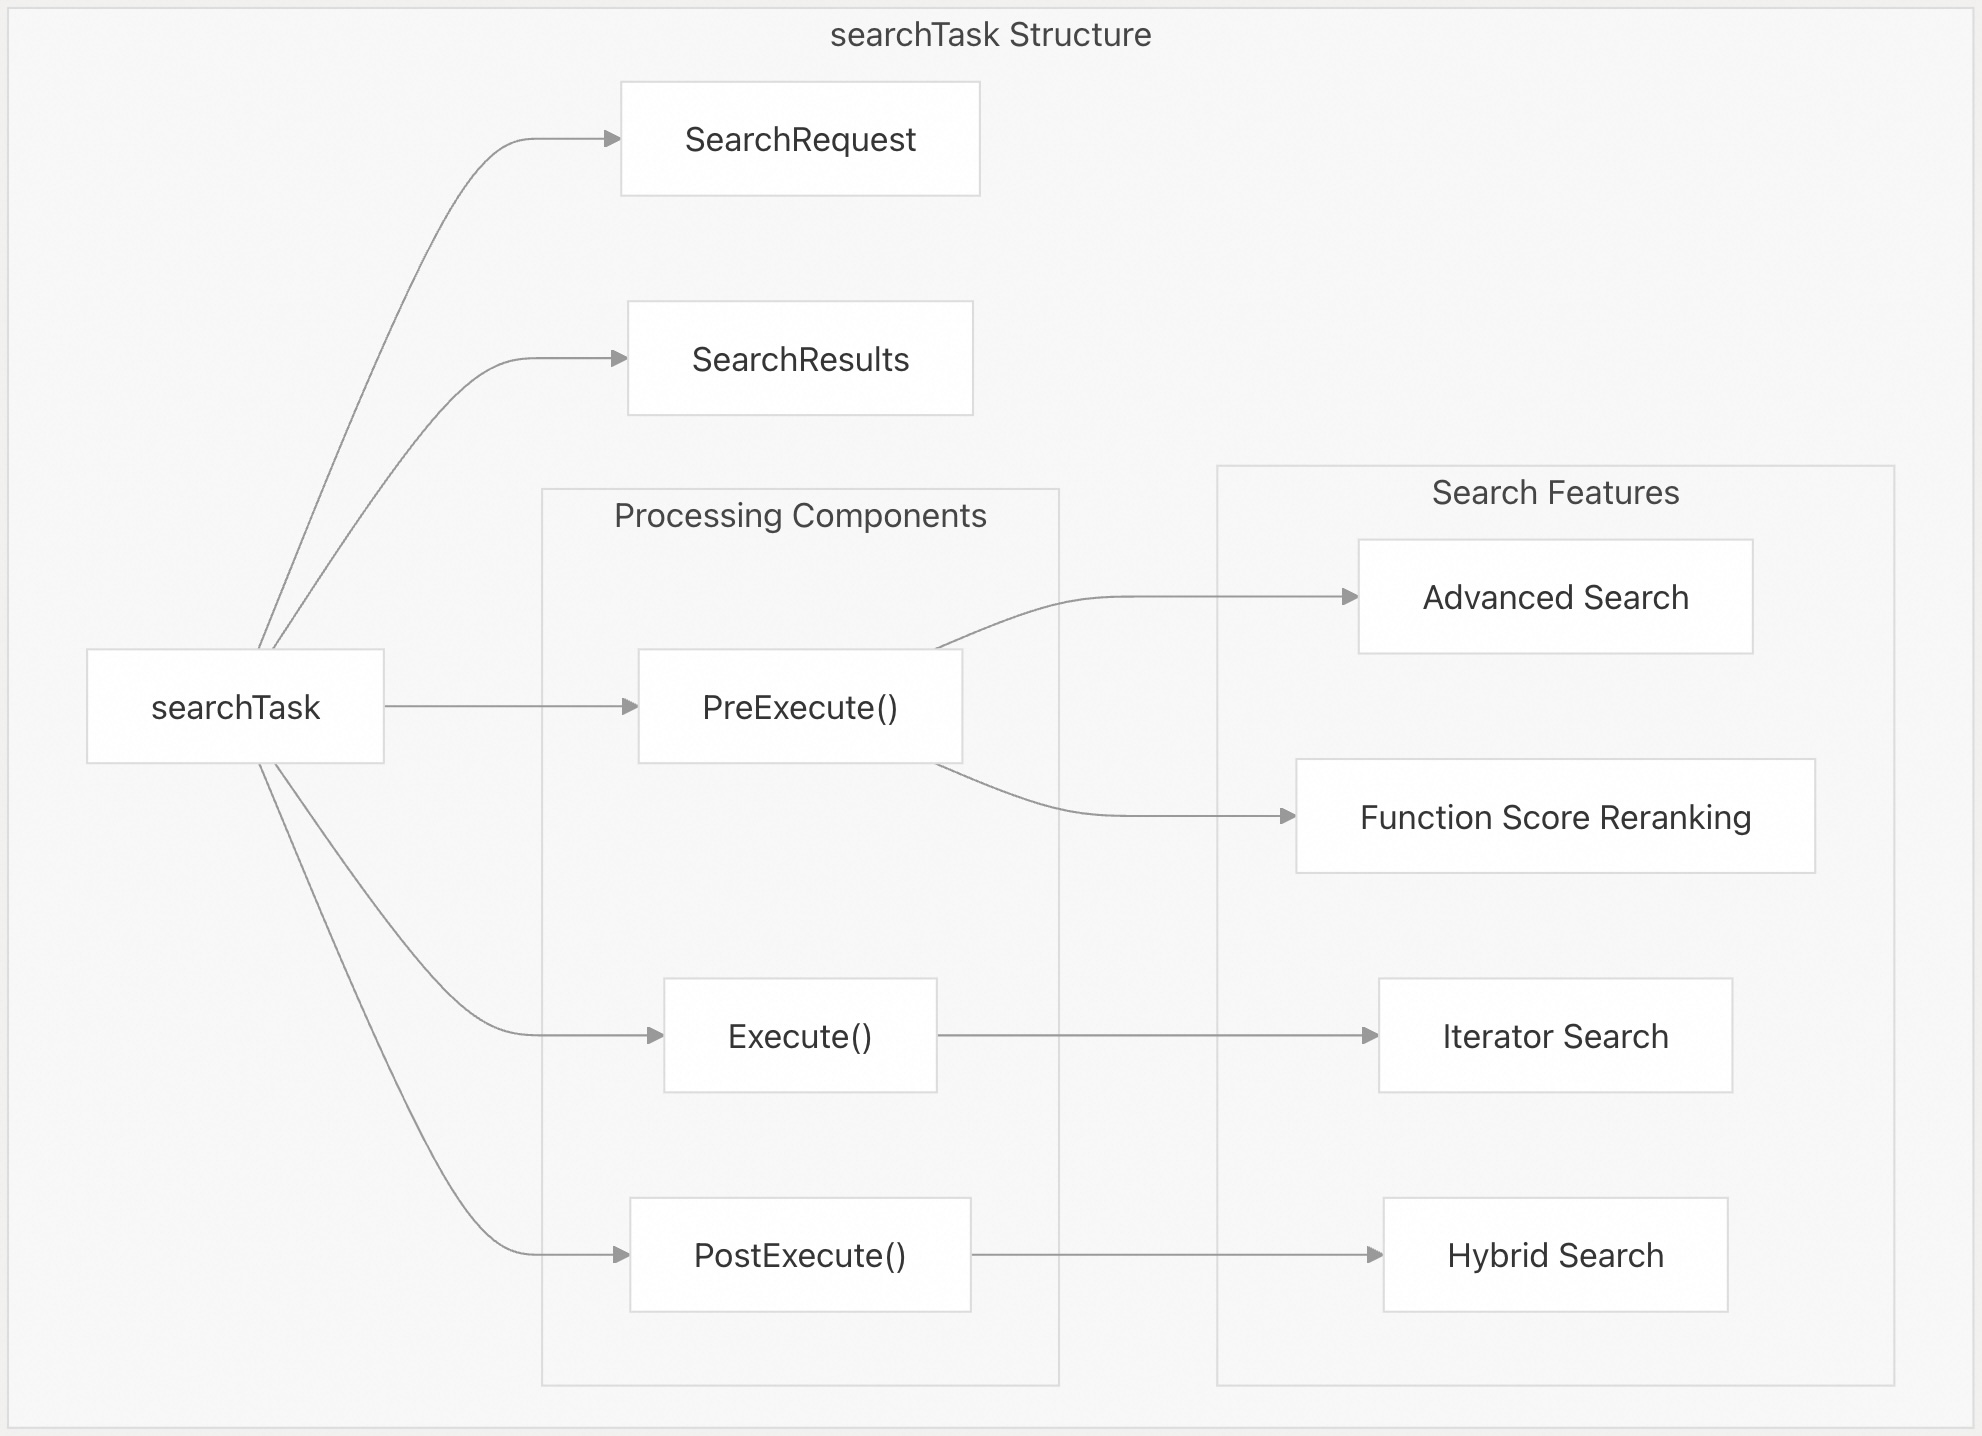 searchTask Structure
SearchRequest
SearchResults
Processing Components
Search Features
Advanced Search
searchTask
PreExecute()
Function Score Reranking
Execute()
Iterator Search
PostExecute()
Hybrid Search